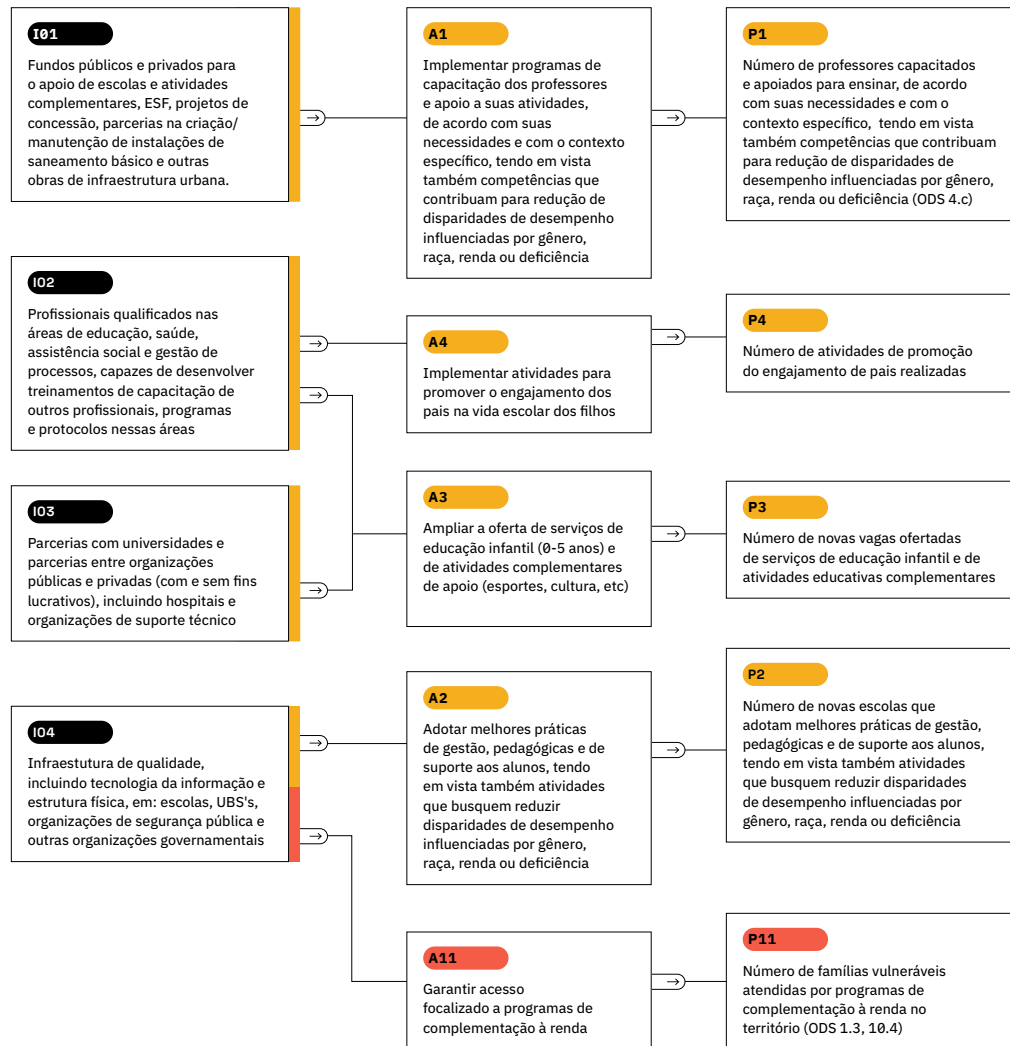 I01
Fundos públicos e privados para
o apoio de escolas e atividades
complementares, ESF, projetos de
concessão, parcerias na criação/
manutenção de instalações de
saneamento básico e outras
obras de infraestrutura urbana.
A1
Implementar programas de
capacitação dos professores
e apoio a suas atividades,
de acordo com suas
necessidades e com o contexto
específico, tendo em vista
também competências que
contribuam para redução de
disparidades de desempenho
influenciadas por gênero,
raça, renda ou deficiência
P1
Número de professores capacitados
e apoiados para ensinar, de acordo
com suas necessidades e com o
contexto específico, tendo em vista
também competências que contribuam
para redução de disparidades de
desempenho influenciadas por gênero,
raça, renda ou deficiência (ODS 4.c)
IO2
Profissionais qualificados nas
áreas de educação, saúde,
assistência social e gestão de
processos, capazes de desenvolver
treinamentos de capacitação de
outros profissionais, programas
e protocolos nessas áreas
A4
Implementar atividades para
promover o engajamento dos
pais na vida escolar dos filhos
P4
Número de atividades de promoção
do engajamento de pais realizadas
IO3
Parcerias com universidades e
parcerias entre organizações
públicas e privadas (com e sem fins
lucrativos), incluindo hospitais e
organizações de suporte técnico
A3
Ampliar a oferta de serviços de
educação infantil (0-5 anos) e
de atividades complementares
de apoio (esportes, cultura, etc)
P3
Número de novas vagas ofertadas
de serviços de educação infantil e de
atividades educativas complementares
IO4
Infraestutura de qualidade,
incluindo tecnologia da informação e
estrutura física, em: escolas, UBS's,
organizações de segurança pública e
outras organizações governamentais
A2
Adotar melhores práticas
de gestão, pedagógicas e de
suporte aos alunos, tendo
em vista também atividades
que busquem reduzir
disparidades de desempenho
influenciadas por gênero,
raça, renda ou deficiência
P2
Número de novas escolas que
adotam melhores práticas de gestão,
pedagógicas e de suporte aos alunos,
tendo em vista também atividades
que busquem reduzir disparidades
de desempenho influenciadas por
gênero, raça, renda ou deficiência
A11
Garantir acesso
focalizado a programas de
complementação à renda
P11
Número de famílias vulneráveis
atendidas por programas de
complementação à renda no
território (ODS 1.3, 10.4)